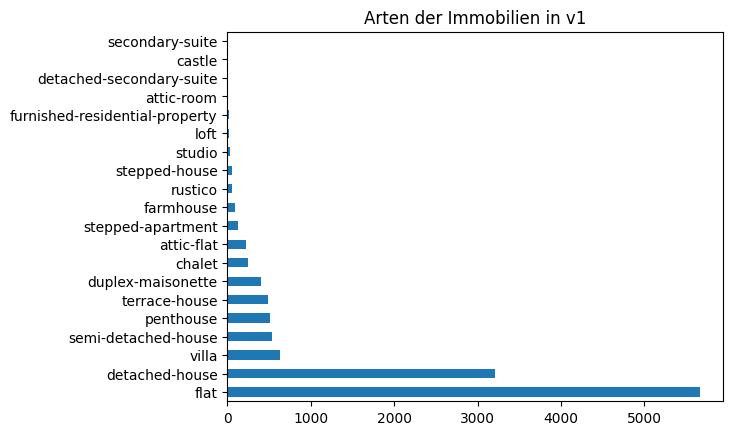 Arten der Immobilien in v1
secondary-suite
castle
detached-secondary-suite
attic-room
furnished-residential-property
loft
studio
stepped-house
rustico
farmhouse
stepped-apartment
attic-flat
chalet
duplex-maisonette
terrace-house
penthouse
semi-detached-house
villa
detached-house
flat
0 1000 2000 3000 4000 5000